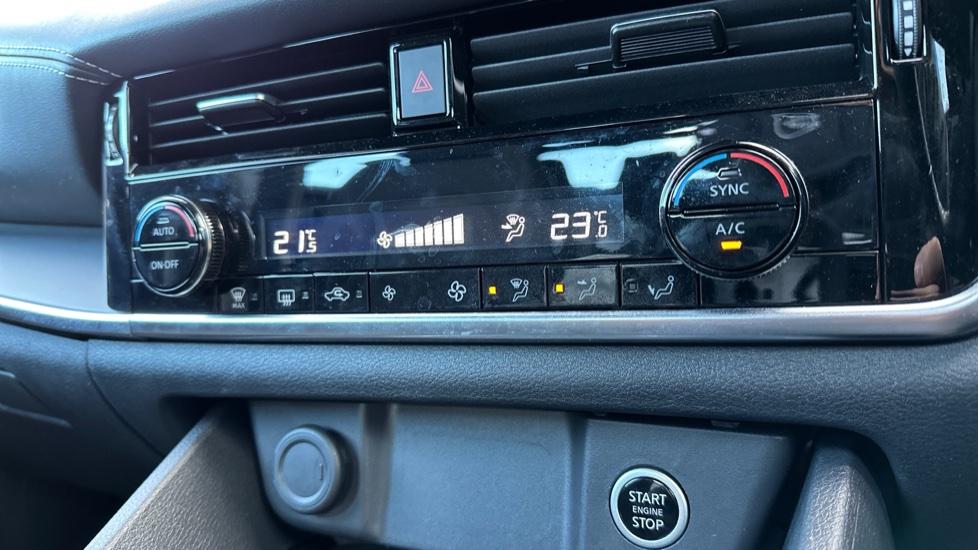 AUTO
ON·OFF
21.5°C
23.0°C
SYNC
A/C
MAX
START
ENGINE
STOP